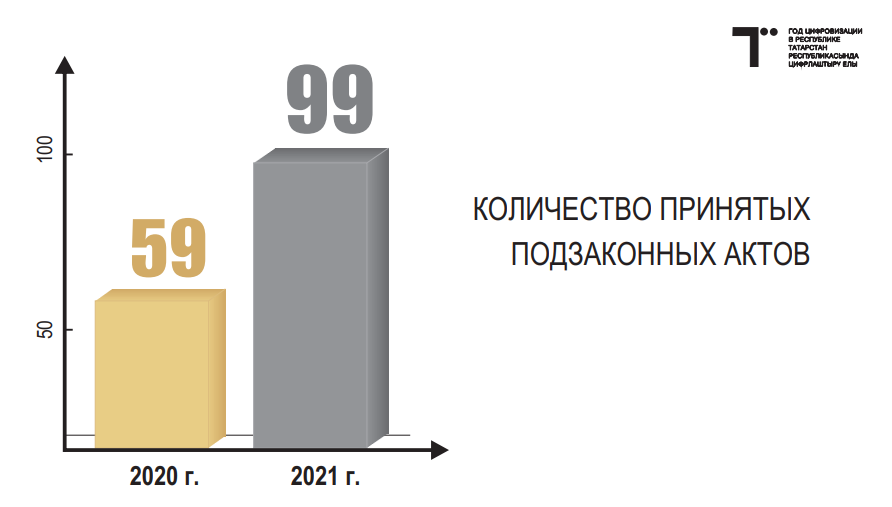 ГОД ЦИФРОВИЗАЦИИ
В РЕСПУБЛИКЕ
ТАТАРСТАН
РЕСПУБЛИКАСЫНДА
ЦИФРЛАШТЫРУ ЕЛЫ
99
100
59
КОЛИЧЕСТВО ПРИНЯТЫХ
ПОДЗАКОННЫХ АКТОВ
50
2020 г.
2021 г.